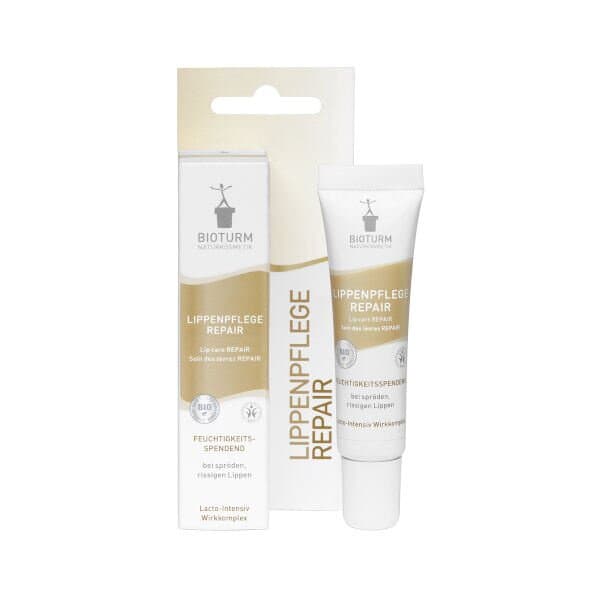 BIOTURM
NATURKOSMETIK
LIPPENPFLEGE
REPAIR
Lip care REPAIR
Soin des lèvres REPAIR
BIO
FEUCHTIGKEITS-
SPENDEND
bei spröden,
rissigen Lippen
Lacto-Intensiv
Wirkkomplex
LIPPENPFLEGE
REPAIR
BIOTURM
NATURKOSMETIK
LIPPENPFLEGE
REPAIR
Lip care REPAIR
Soin des lèvres REPAIR
BIO
FEUCHTIGKEITSSPENDEND
bei spröden,
rissigen Lippen
Lacto-Intensiv Wirkkomplex